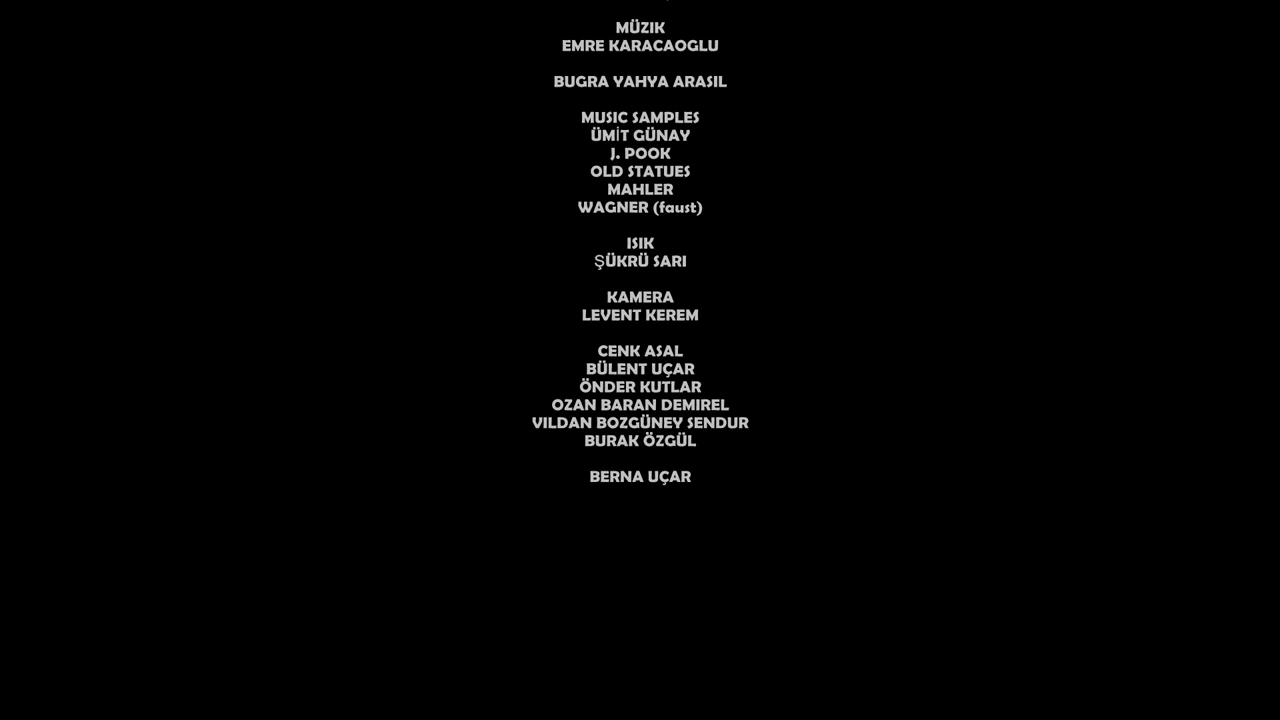 MÜZIK
EMRE KARACAOGLU
BUGRA YAHYA ARASIL
MUSIC SAMPLES
ÜMİT GÜNAY
J. POOK
OLD STATUES
MAHLER
WAGNER (faust)
ISIK
ŞÜKRÜ SARI
KAMERA
LEVENT KEREM
CENK ASAL
BÜLENT UÇAR
ÖNDER KUTLAR
OZAN BARAN DEMIREL
VILDAN BOZGÜNEY SENDUR
BURAK ÖZGÜL
BERNA UÇAR